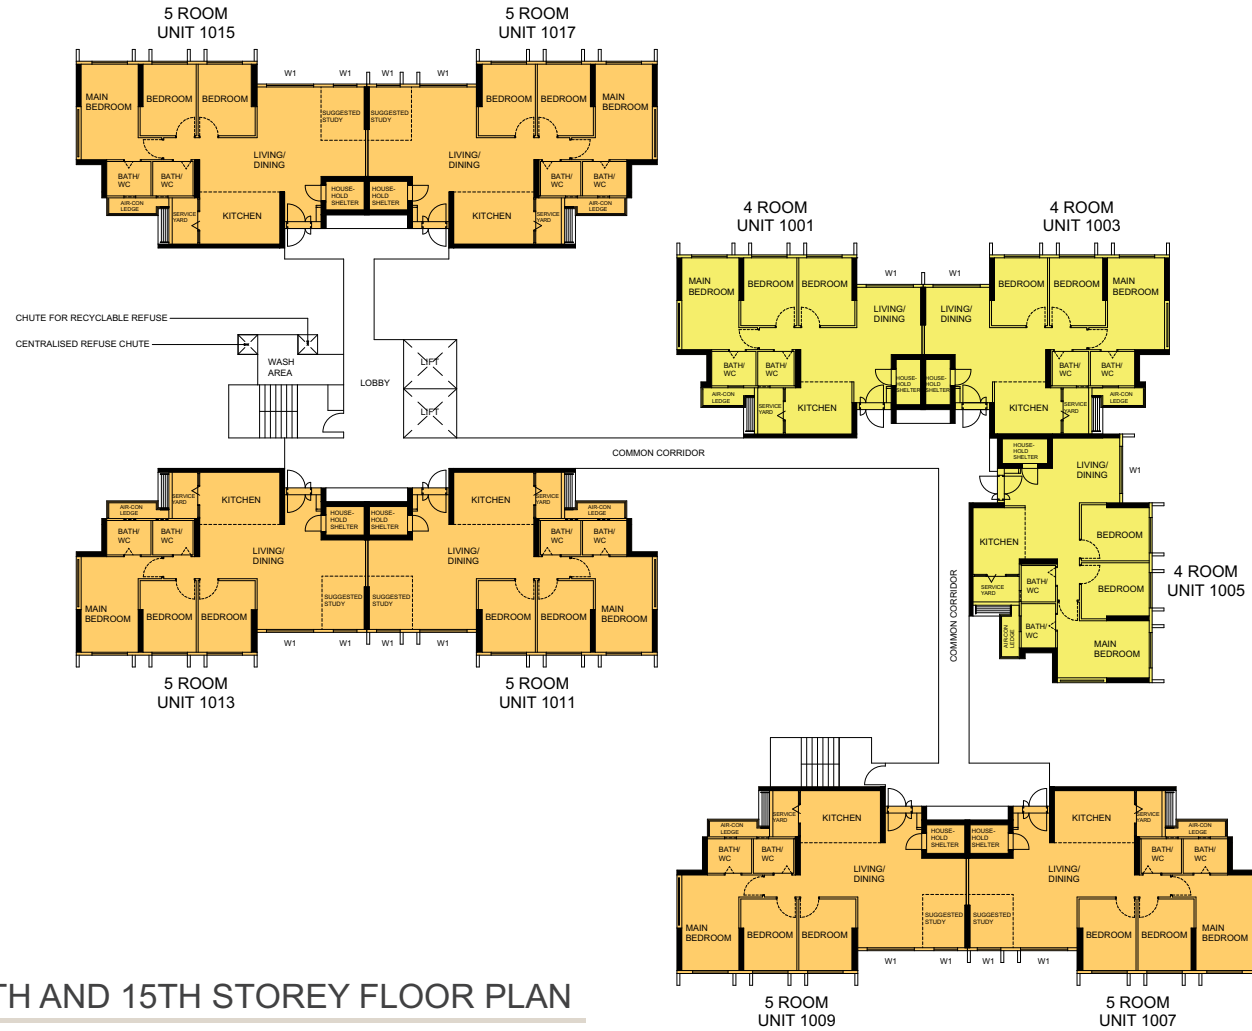 5 ROOM
UNIT 1015
5 ROOM
UNIT 1017
W1
W1
W1
W1
MAIN
BEDROOM
BEDROOM
BEDROOM
SUGGESTED
STUDY
SUGGESTED
STUDY
BEDROOM
BEDROOM
MAIN
BEDROOM
LIVING/
DINING
LIVING/
DINING
BATH/
WC
BATH/
WC
BATH/
WC
BATH/
WC
AIR-CON
LEDGE
SERVICE
YARD
KITCHEN
HOUSE-
HOLD
SHELTER
HOUSE-
HOLD
SHELTER
KITCHEN
SERVICE
YARD
AIR-CON
LEDGE
4 ROOM
UNIT 1001
4 ROOM
UNIT 1003
W1
W1
MAIN
BEDROOM
BEDROOM
BEDROOM
LIVING/
DINING
LIVING/
DINING
BEDROOM
BEDROOM
MAIN
BEDROOM
BATH/
WC
BATH/
WC
HOUSE-
HOLD
SHELTER
HOUSE-
HOLD
SHELTER
BATH/
WC
BATH/
WC
AIR-CON
LEDGE
SERVICE
YARD
KITCHEN
KITCHEN
SERVICE
YARD
AIR-CON
LEDGE
CHUTE FOR RECYCLABLE REFUSE
CENTRALISED REFUSE CHUTE
WASH
AREA
LOBBY
LIFT
LIFT
COMMON CORRIDOR
HOUSE-
HOLD
SHELTER
LIVING/
DINING
W1
KITCHEN
BEDROOM
BEDROOM
SERVICE
YARD
BATH/
WC
BATH/
WC
AIR-CON
LEDGE
MAIN
BEDROOM
4 ROOM
UNIT 1005
COMMON CORRIDOR
AIR-CON
LEDGE
SERVICE
YARD
KITCHEN
KITCHEN
SERVICE
YARD
AIR-CON
LEDGE
HOUSE-
HOLD
SHELTER
HOUSE-
HOLD
SHELTER
BATH/
WC
BATH/
WC
BATH/
WC
BATH/
WC
LIVING/
DINING
LIVING/
DINING
MAIN
BEDROOM
BEDROOM
BEDROOM
SUGGESTED
STUDY
SUGGESTED
STUDY
BEDROOM
BEDROOM
MAIN
BEDROOM
W1
W1
W1
W1
5 ROOM
UNIT 1013
5 ROOM
UNIT 1011
AIR-CON
LEDGE
SERVICE
YARD
KITCHEN
KITCHEN
SERVICE
YARD
AIR-CON
LEDGE
HOUSE-
HOLD
SHELTER
HOUSE-
HOLD
SHELTER
BATH/
WC
BATH/
WC
BATH/
WC
BATH/
WC
LIVING/
DINING
LIVING/
DINING
MAIN
BEDROOM
BEDROOM
BEDROOM
SUGGESTED
STUDY
SUGGESTED
STUDY
BEDROOM
BEDROOM
MAIN
BEDROOM
W1
W1
W1
W1
5 ROOM
UNIT 1009
5 ROOM
UNIT 1007
TH AND 15TH STOREY FLOOR PLAN